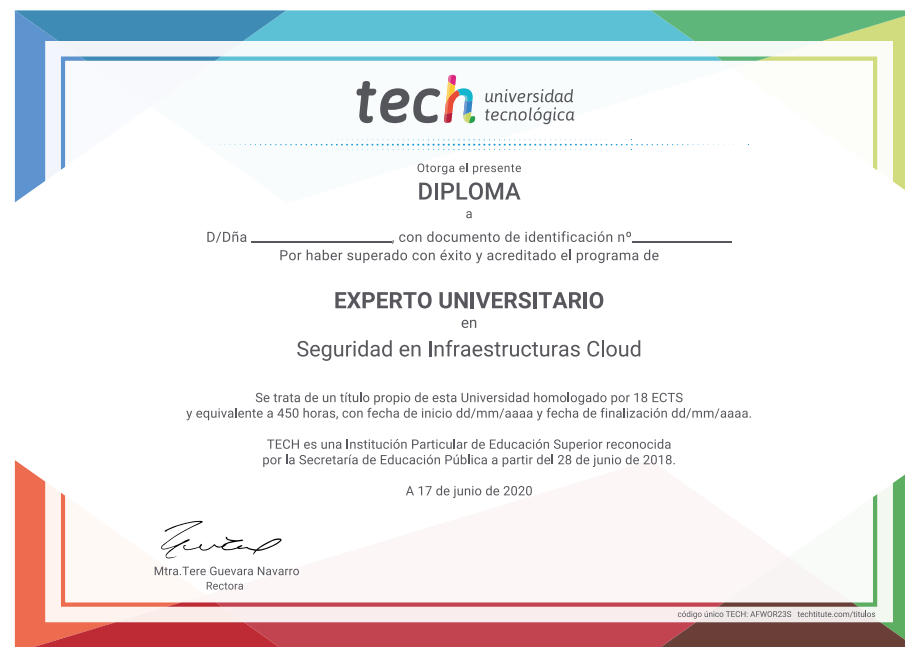 tech universidad
tecnológica
Otorga el presente
DIPLOMA
a
D/Dña ____________________, con documento de identificación nº______________
Por haber superado con éxito y acreditado el programa de
EXPERTO UNIVERSITARIO
en
Seguridad en Infraestructuras Cloud
Se trata de un título propio de esta Universidad homologado por 18 ECTS
y equivalente a 450 horas, con fecha de inicio dd/mm/aaaa y fecha de finalización dd/mm/aaaa.
TECH es una Institución Particular de Educación Superior reconocida
por la Secretaría de Educación Pública a partir del 28 de junio de 2018.
A 17 de junio de 2020
Mtra.Tere Guevara Navarro
Rectora
código único TECH: AFWOR23S techtitute.com/titulos